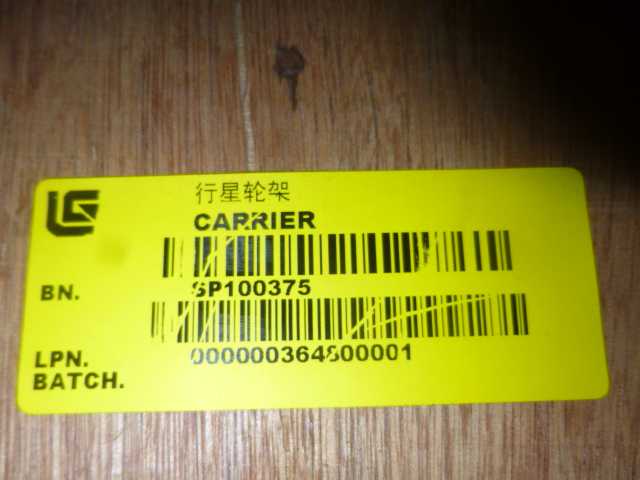 行星轮架
CARRIER
BN. SP100375
LPN. 000000364800001
BATCH.